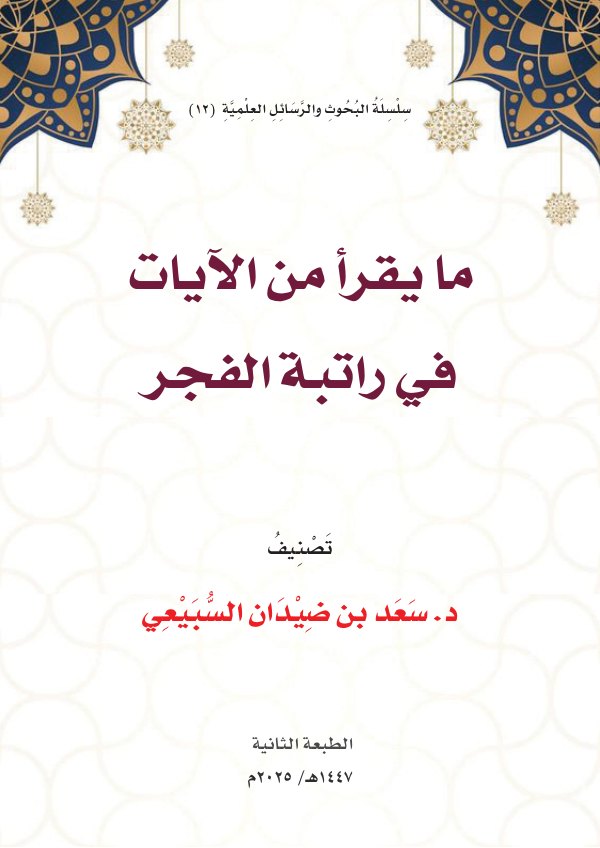 سِلْسِلَةُ البُحُوثِ والرَّسَائِلِ العِلْمِيَّةِ (١٢)
ما يقرأ من الآيات
في راتبة الفجر
تَصْنِيفُ
د. سَعَد بن ضِيْدَان السُّبَيْعِي
الطبعة الثانية
١٤٤٧هـ/ ٢٠٢٥م